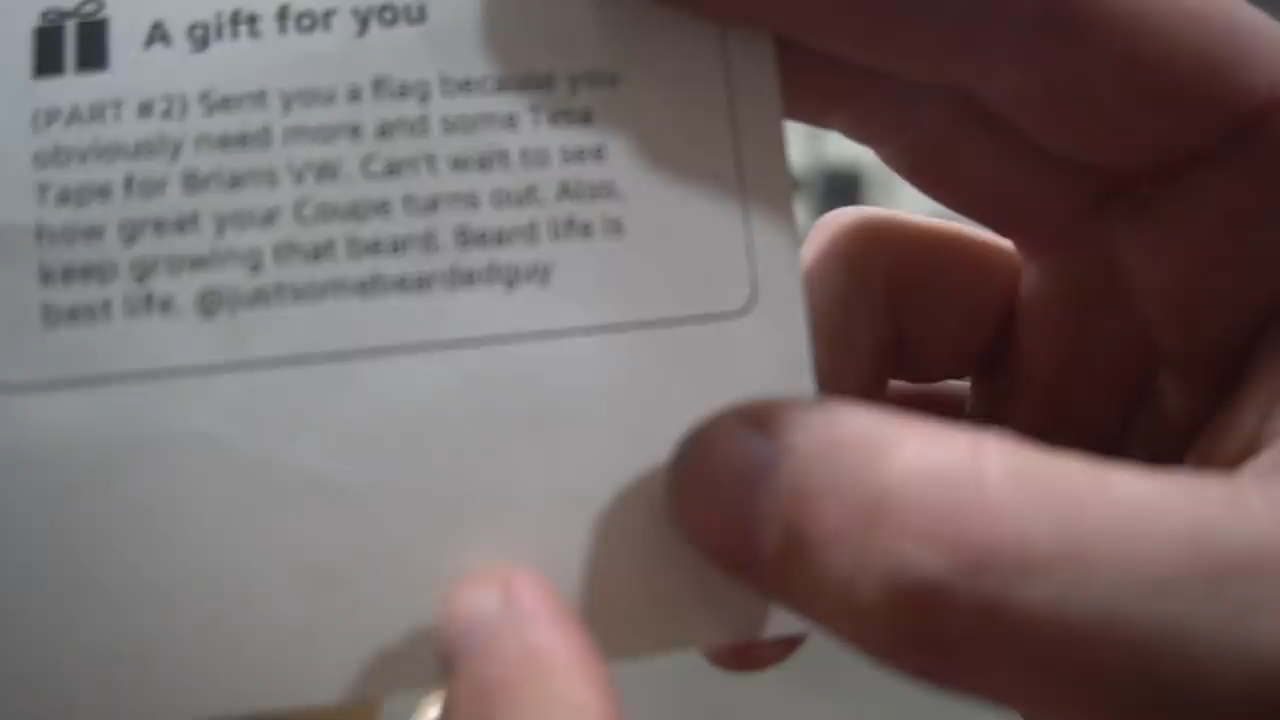 A gift for you
(PART #2) Sent you a flag because you
obviously need more and some Tesa
Tape for Brians VW. Can't wait to see
how great your Coupe turns out. Also,
keep growing that beard. Beard life is
best life. @justsomebeardedguy